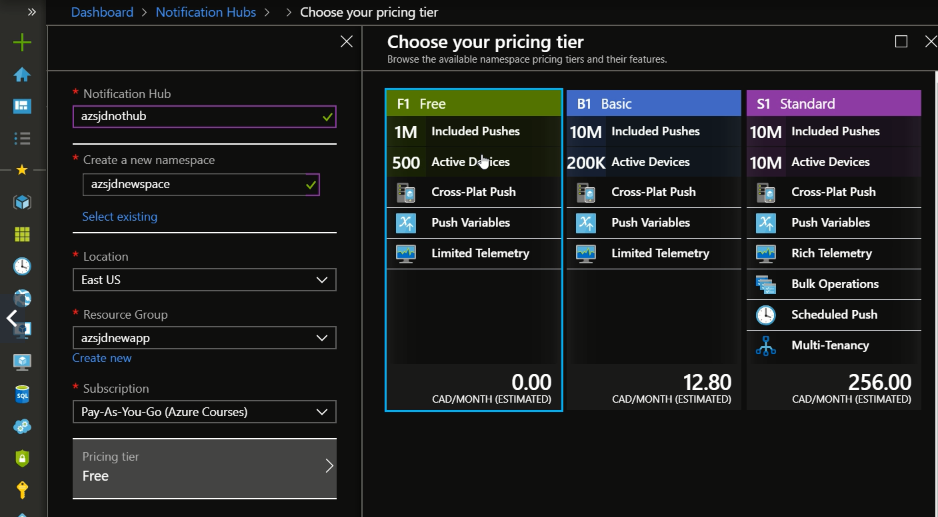 Dashboard > Notification Hubs > > Choose your pricing tier
* Notification Hub
azsjdnothub
* Create a new namespace
azsjdnewspace
Select existing
* Location
East US
* Resource Group
azsjdnewapp
Create new
* Subscription
Pay-As-You-Go (Azure Courses)
Pricing tier
Free
Choose your pricing tier
Browse the available namespace pricing tiers and their features.
F1 Free
1M Included Pushes
500 Active Devices
Cross-Plat Push
Push Variables
Limited Telemetry
0.00
CAD/MONTH (ESTIMATED)
B1 Basic
10M Included Pushes
200K Active Devices
Cross-Plat Push
Push Variables
Limited Telemetry
12.80
CAD/MONTH (ESTIMATED)
S1 Standard
10M Included Pushes
10M Active Devices
Cross-Plat Push
Push Variables
Rich Telemetry
Bulk Operations
Scheduled Push
Multi-Tenancy
256.00
CAD/MONTH (ESTIMATED)
SQL